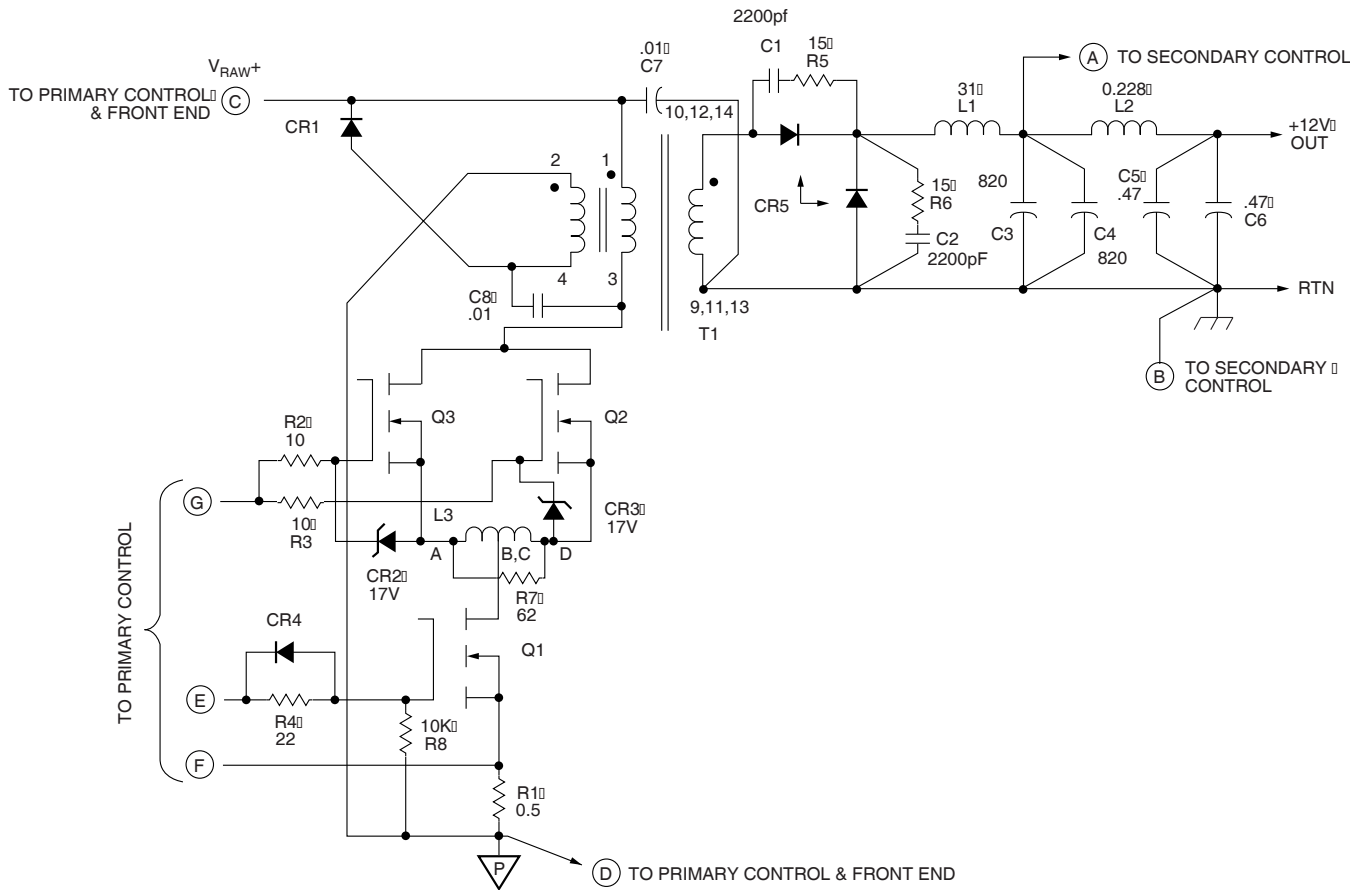 2200pf
C1
15▯
R5
.01▯
C7
A
TO SECONDARY CONTROL
VRAW+
TO PRIMARY CONTROL▯
& FRONT END
C
CR1
10,12,14
31▯
L1
0.228▯
L2
+12V▯
OUT
2
1
4
3
C8▯
.01
CR5
15▯
R6
C2
2200pF
820
C3
C4
820
C5▯
.47
.47▯
C6
9,11,13
T1
RTN
B
TO SECONDARY ▯
CONTROL
Q3
Q2
R2▯
10
G
10▯
R3
L3
CR3▯
17V
A
B,C
D
CR2▯
17V
R7▯
62
TO PRIMARY CONTROL
CR4
Q1
E
R4▯
22
10K▯
R8
F
R1▯
0.5
P
D
TO PRIMARY CONTROL & FRONT END